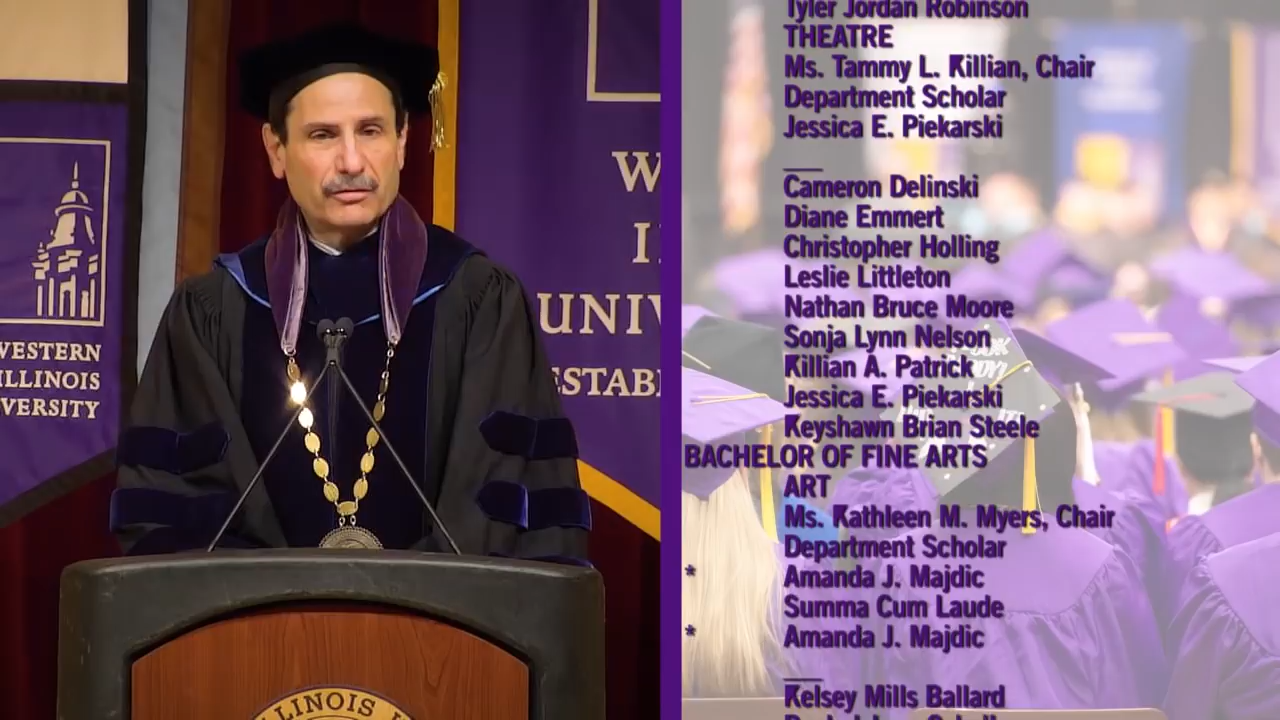 WESTERN
ILLINOIS
VERSITY
W
UNIV
ESTAB
ILLINOIS
Tyler Jordan Robinson
THEATRE
Ms. Tammy L. Killian, Chair
Department Scholar
Jessica E. Piekarski
Cameron Delinski
Diane Emmert
Christopher Holling
Leslie Littleton
Nathan Bruce Moore
Sonja Lynn Nelson
Killian A. Patrick
Jessica E. Piekarski
Keyshawn Brian Steele
BACHELOR OF FINE ARTS
ART
Ms. Kathleen M. Myers, Chair
Department Scholar
* Amanda J. Majdic
Summa Cum Laude
* Amanda J. Majdic
Kelsey Mills Ballard